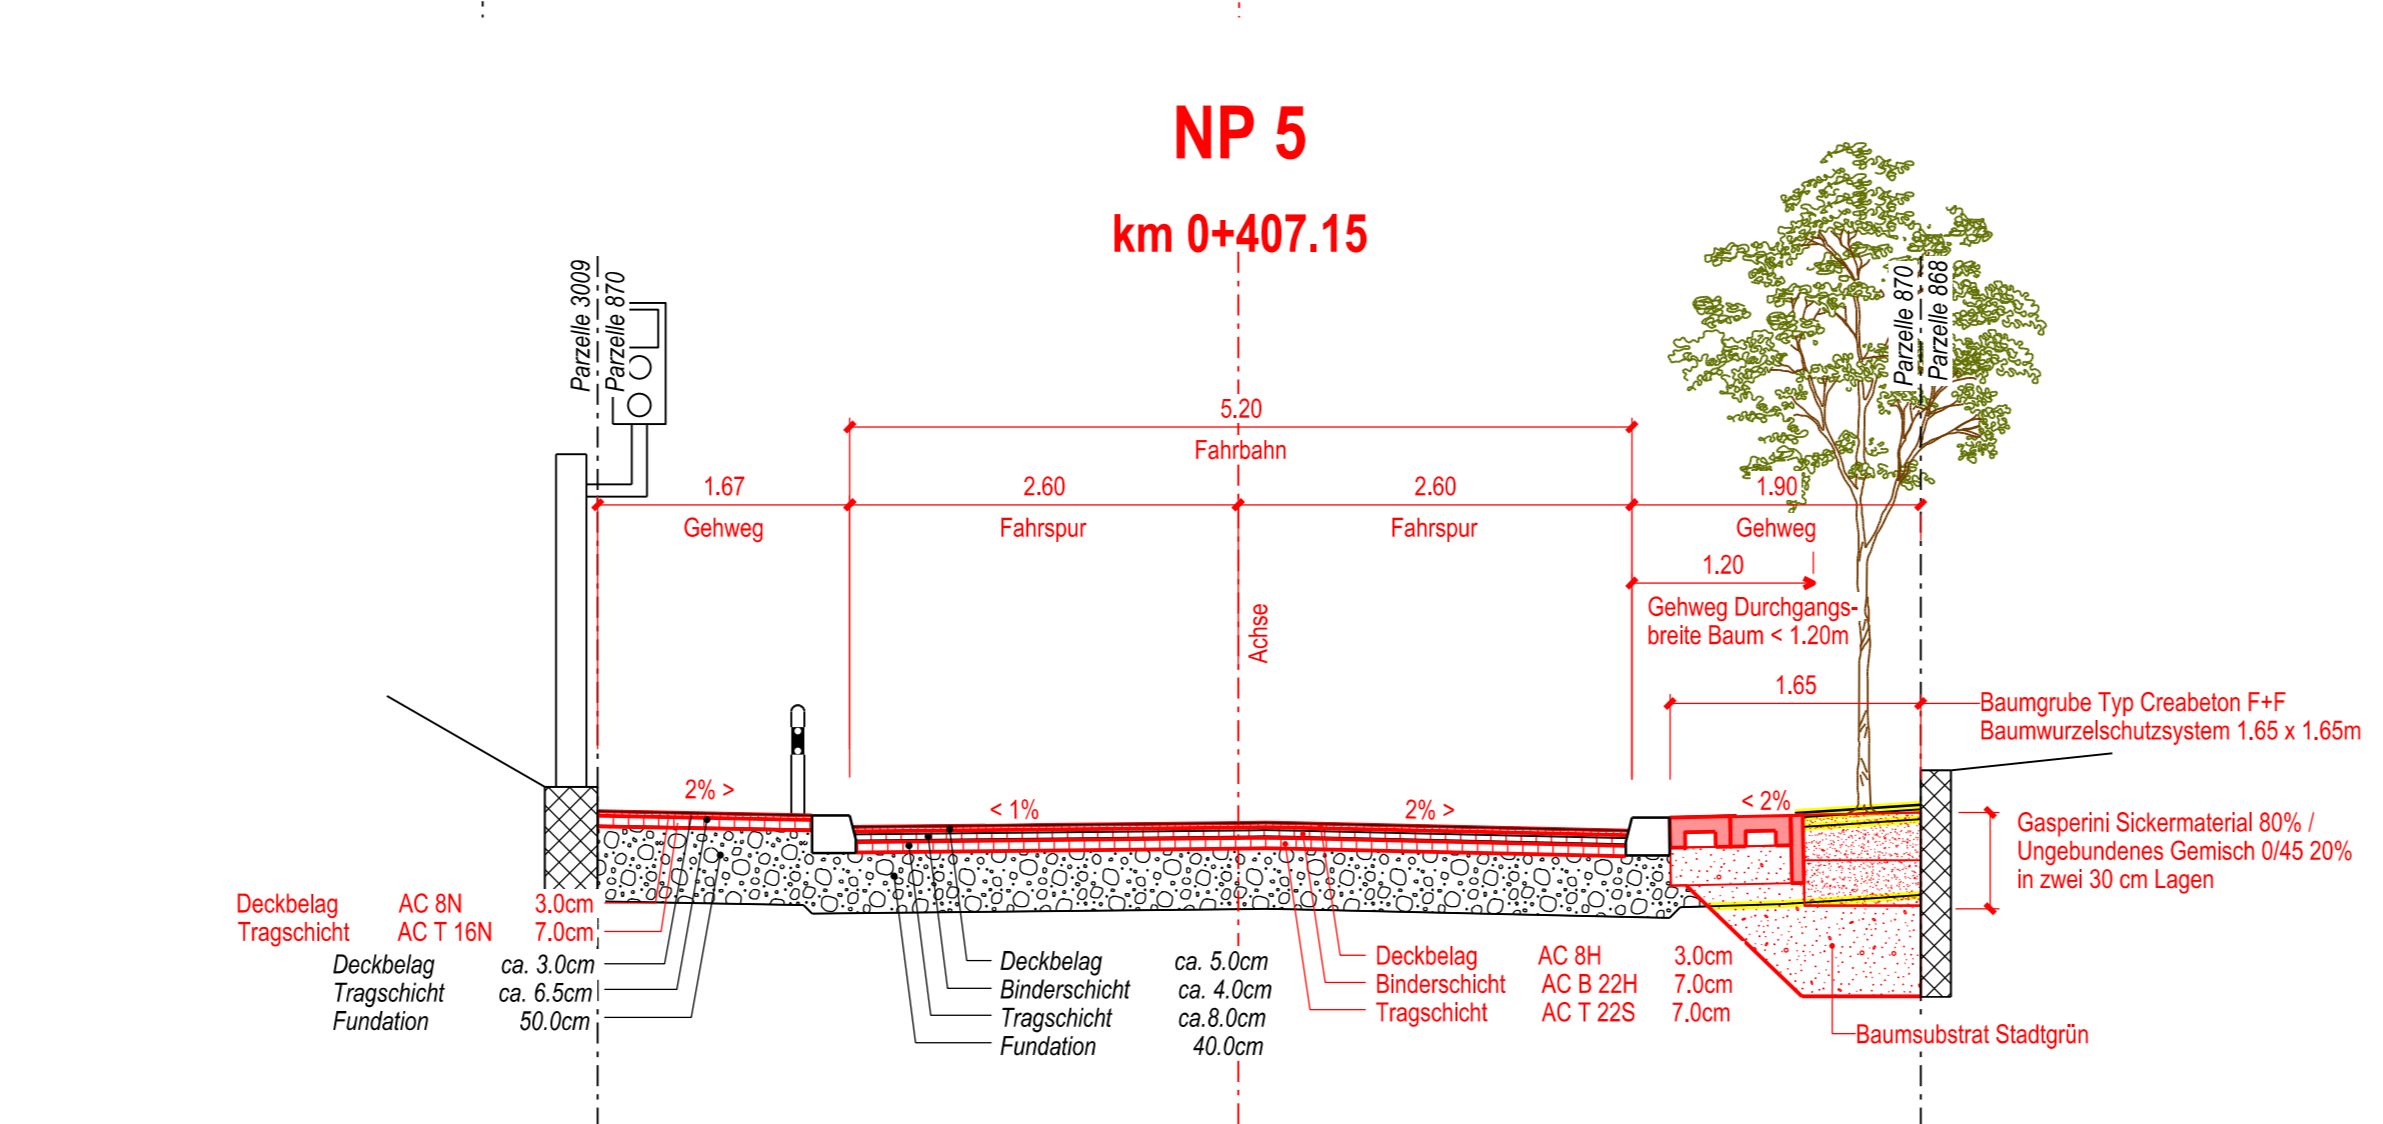 NP 5
km 0+407.15
Parzelle 3009
Parzelle 870
Parzelle 870
Parzelle 868
5.20
Fahrbahn
1.67
2.60
2.60
1.90
Gehweg
Fahrspur
Fahrspur
Gehweg
1.20
Gehweg Durchgangs-
breite Baum < 1.20m
Achse
1.65
Baumgrube Typ Creabeton F+F
Baumwurzelschutzsystem 1.65 x 1.65m
2% >
< 1%
2% >
< 2%
Gasperini Sickermaterial 80% /
Ungebundenes Gemisch 0/45 20%
in zwei 30 cm Lagen
Deckbelag AC 8N 3.0cm
Tragschicht AC T 16N 7.0cm
Deckbelag ca. 3.0cm
Tragschicht ca. 6.5cm
Fundation 50.0cm
Deckbelag ca. 5.0cm
Binderschicht ca. 4.0cm
Tragschicht ca.8.0cm
Fundation 40.0cm
Deckbelag AC 8H 3.0cm
Binderschicht AC B 22H 7.0cm
Tragschicht AC T 22S 7.0cm
Baumsubstrat Stadtgrün